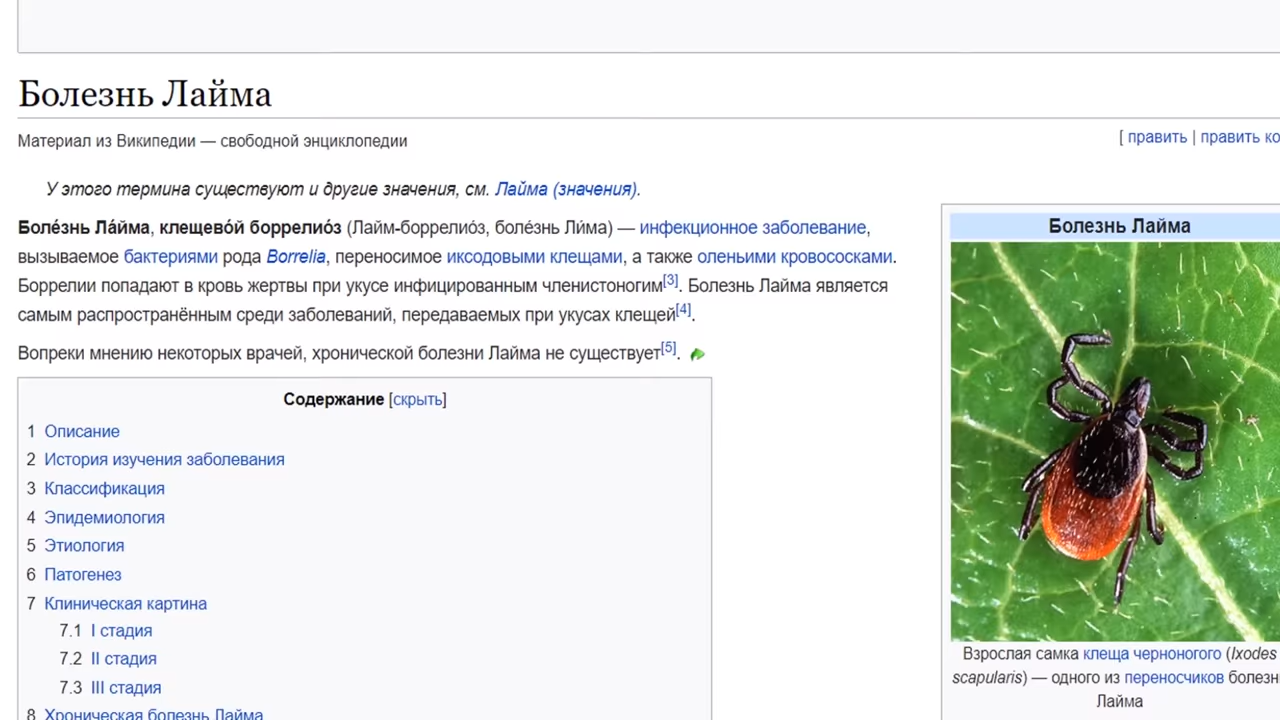 Болезнь Лайма
Материал из Википедии — свободной энциклопедии
[ править | править ко
У этого термина существуют и другие значения, см. Лайма (значения).
Боле́знь Ла́йма, клещево́й боррелио́з (Лайм-боррелио́з, боле́знь Ли́ма) — инфекционное заболевание,
вызываемое бактериями рода Borrelia, переносимое иксодовыми клещами, а также оленьими кровососками.
Боррелии попадают в кровь жертвы при укусе инфицированным членистоногим[3]. Болезнь Лайма является
самым распространённым среди заболеваний, передаваемых при укусах клещей[4].
Вопреки мнению некоторых врачей, хронической болезни Лайма не существует[5].
Содержание [скрыть]
1 Описание
2 История изучения заболевания
3 Классификация
4 Эпидемиология
5 Этиология
6 Патогенез
7 Клиническая картина
7.1 I стадия
7.2 II стадия
7.3 III стадия
8 Хроническая болезнь Лайма
Болезнь Лайма
Взрослая самка клеща черноногого (Ixodes
scapularis) — одного из переносчиков болезн
Лайма